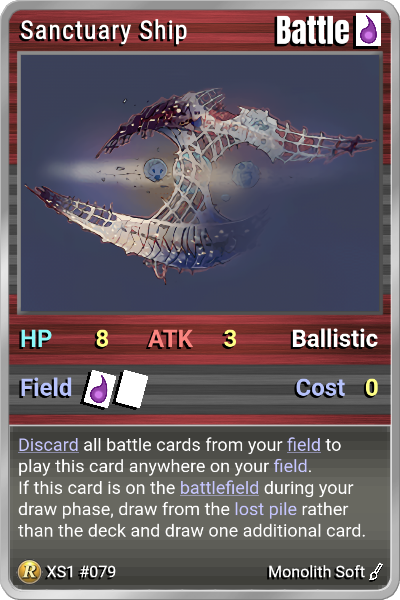 Sanctuary Ship Battle
HP 8 ATK 3 Ballistic
Field Cost 0
Discard all battle cards from your field to
play this card anywhere on your field.
If this card is on the battlefield during your
draw phase, draw from the lost pile rather
than the deck and draw one additional card.
R XS1 #079 Monolith Soft